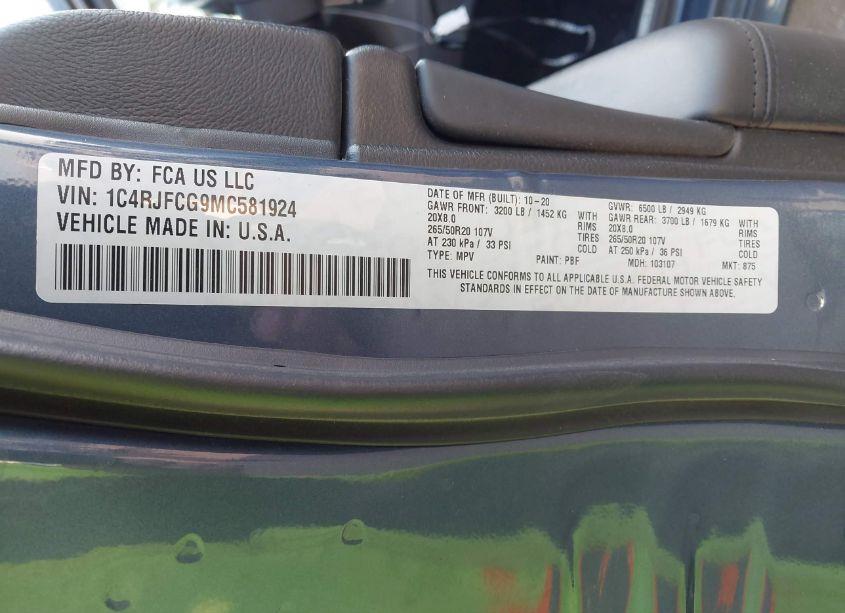 MFD BY: FCA US LLC
VIN: 1C4RJFCG9MC581924
VEHICLE MADE IN: U.S.A.
DATE OF MFR (BUILT): 10-20 GVWR: 6500 LB / 2949 KG
GAWR FRONT: 3200 LB / 1452 KG WITH GAWR REAR: 3700 LB / 1679 KG WITH
20X8.0 RIMS 20X8.0 RIMS
265/50R20 107V TIRES 265/50R20 107V TIRES
AT 230 kPa / 33 PSI COLD AT 250 kPa / 36 PSI COLD
TYPE: MPV PAINT: PBF MDH: 103107 MKT: 875
THIS VEHICLE CONFORMS TO ALL APPLICABLE U.S.A. FEDERAL MOTOR VEHICLE SAFETY
STANDARDS IN EFFECT ON THE DATE OF MANUFACTURE SHOWN ABOVE.